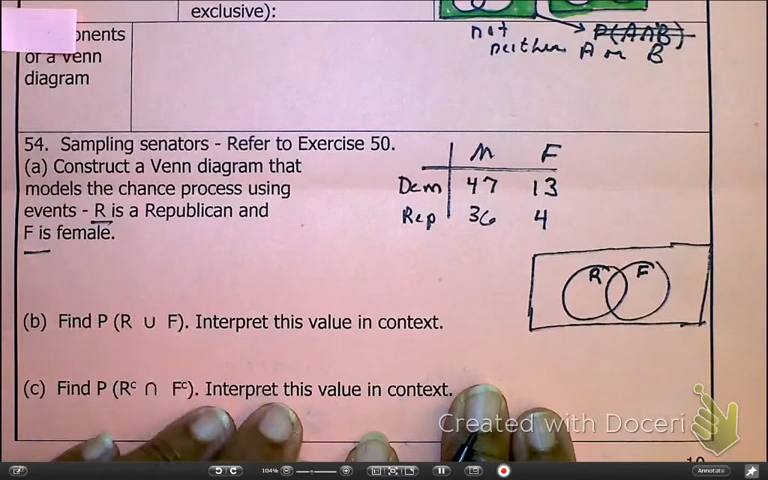 exclusive):
not P(A∩B)
neither A or B
onents
of a Venn
diagram
54. Sampling senators - Refer to Exercise 50.
(a) Construct a Venn diagram that
models the chance process using
events - R is a Republican and
F is female.
M F
Dem 47 13
Rep 36 4
R F
(b) Find P (R ∪ F). Interpret this value in context.
(c) Find P (Rᶜ ∩ Fᶜ). Interpret this value in context.
Created with Doceri
104%
Annotate